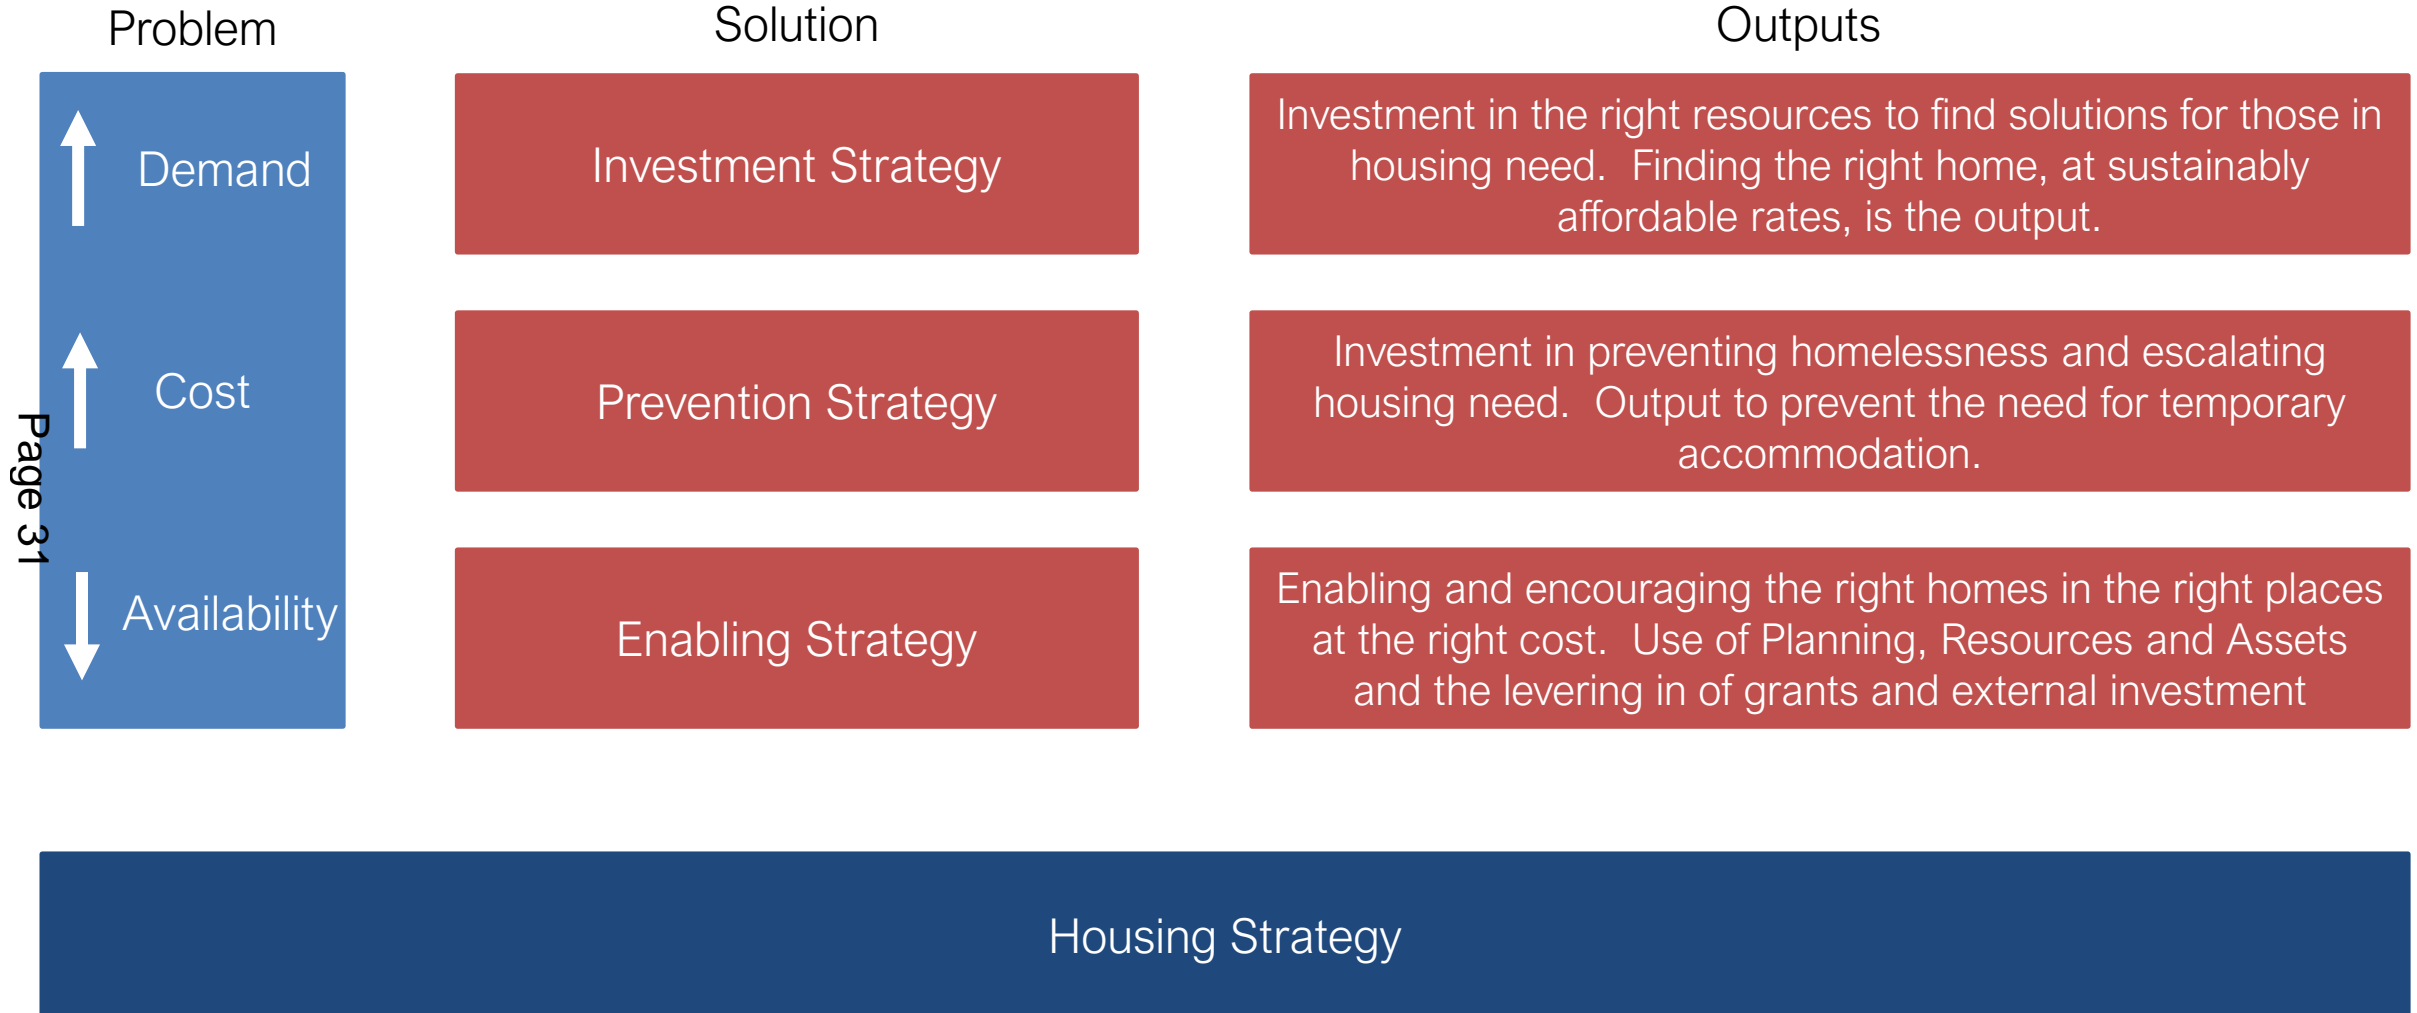 Problem
Solution
Outputs
Demand
Investment Strategy
Investment in the right resources to find solutions for those in
housing need.  Finding the right home, at sustainably
affordable rates, is the output.
Cost
Prevention Strategy
Investment in preventing homelessness and escalating
housing need.  Output to prevent the need for temporary
accommodation.
Availability
Enabling Strategy
Enabling and encouraging the right homes in the right places
at the right cost.  Use of Planning, Resources and Assets
and the levering in of grants and external investment
Page 31
Housing Strategy